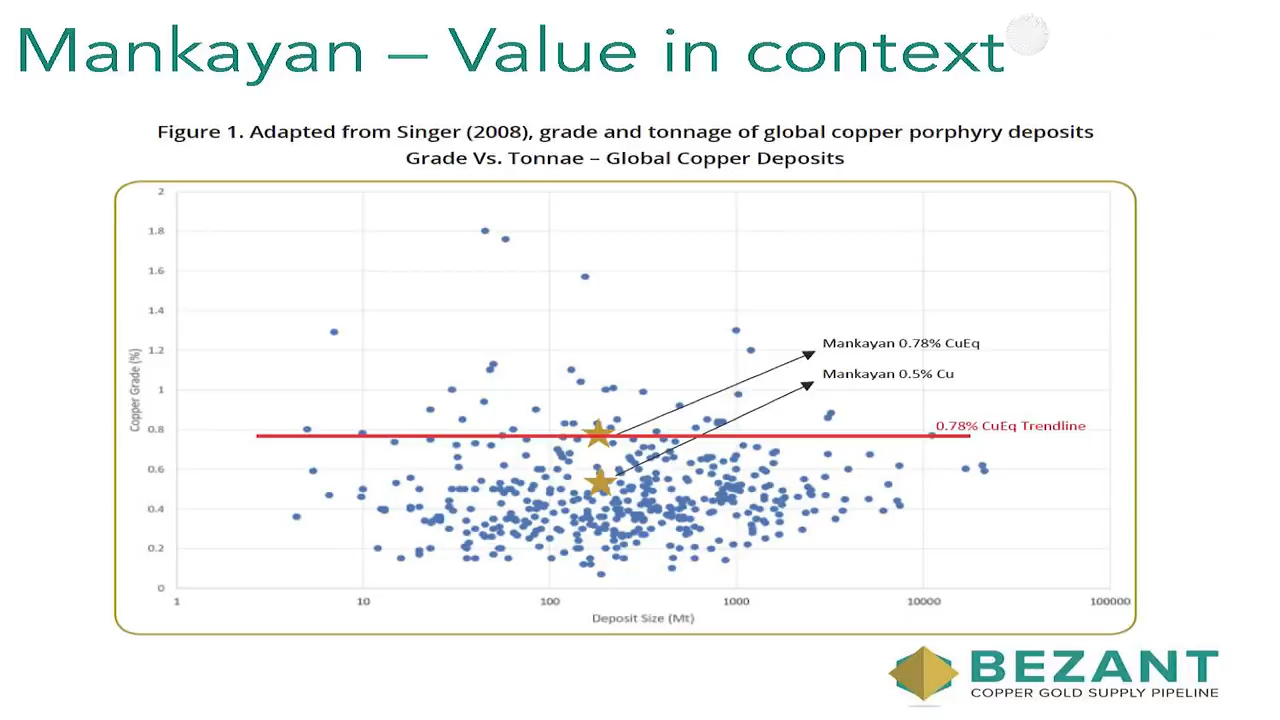 Mankayan – Value in context
Figure 1. Adapted from Singer (2008), grade and tonnage of global copper porphyry deposits
Grade Vs. Tonnae – Global Copper Deposits
2
1.8
1.6
1.4
1.2
1
0.8
0.6
0.4
0.2
0
Copper Grade (%)
Mankayan 0.78% CuEq
Mankayan 0.5% Cu
0.78% CuEq Trendline
1 10 100 1000 10000 100000
Deposit Size (Mt)
BEZANT
COPPER GOLD SUPPLY PIPELINE